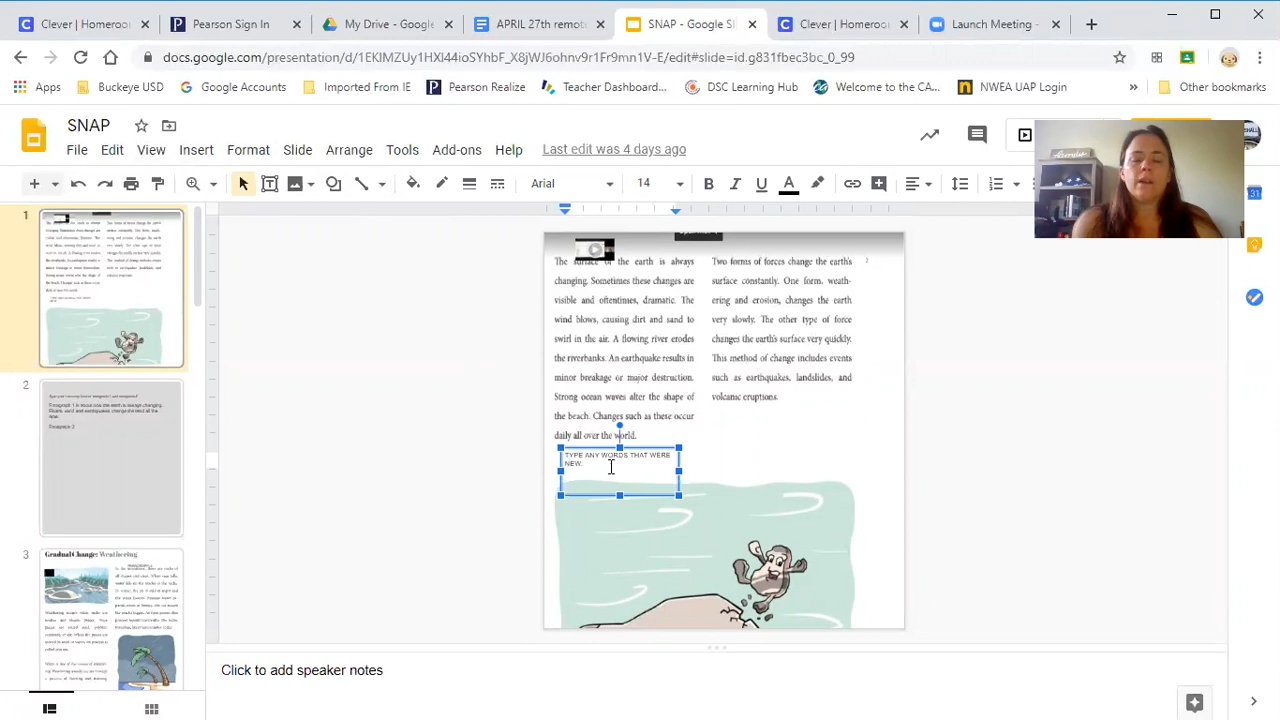 Clever | Homeroo
Pearson Sign In
My Drive - Google
APRIL 27th remot
SNAP - Google Sl
Clever | Homeroo
Launch Meeting -
docs.google.com/presentation/d/1EKIMZUy1HXl44ioSYhbF_X8jWJ6ohnv9r1Fr9mn1V-E/edit#slide=id.g831fbec3bc_0_99
Apps
Buckeye USD
Google Accounts
Imported From IE
Pearson Realize
Teacher Dashboar...
DSC Learning Hub
Welcome to the CA...
NWEA UAP Login
Other bookmarks
SNAP
File Edit View Insert Format Slide Arrange Tools Add-ons Help Last edit was 4 days ago
Arial
14
1
2
3
Gradual Change: Weathering
The surface of the earth is always
changing. Sometimes these changes are
visible and oftentimes, dramatic. The
wind blows, causing dirt and sand to
swirl in the air. A flowing river erodes
the riverbanks. An earthquake results in
minor breakage or major destruction.
Strong ocean waves alter the shape of
the beach. Changes such as these occur
daily all over the world.
Two forms of forces change the earth's
surface constantly. One form, weath-
ering and erosion, changes the earth
very slowly. The other type of force
changes the earth's surface very quickly.
This method of change includes events
such as earthquakes, landslides, and
volcanic eruptions.
TYPE ANY WORDS THAT WERE
NEW:
add speaker notes